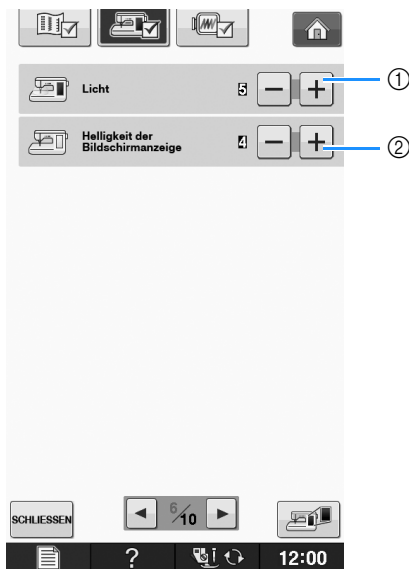 Licht 5 − + ①
Helligkeit der
Bildschirmanzeige 4 − + ②
SCHLIESSEN
6/10
? 12:00